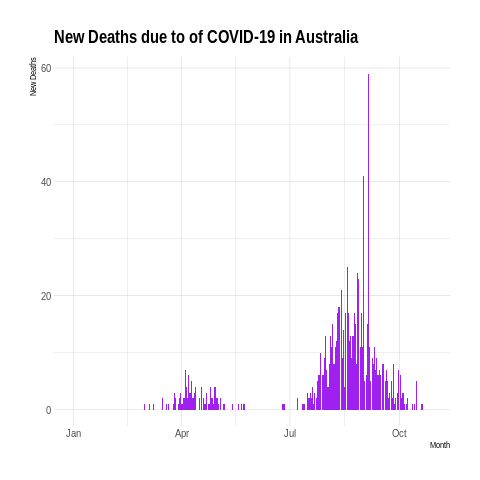 New Deaths due to of COVID-19 in Australia
New Deaths
60
40
20
0
Jan
Apr
Jul
Oct
Month